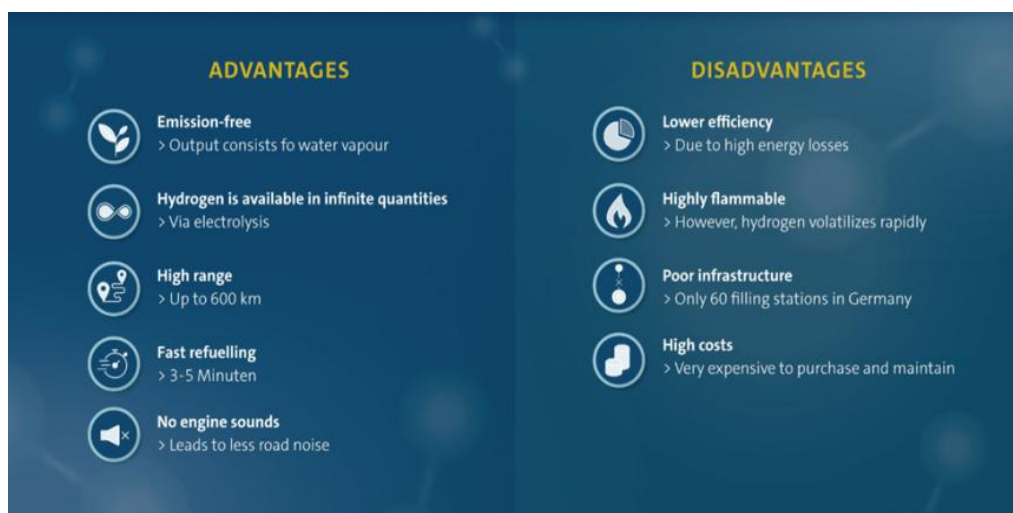 ADVANTAGES
Emission-free
> Output consists fo water vapour
Hydrogen is available in infinite quantities
> Via electrolysis
High range
> Up to 600 km
Fast refuelling
> 3-5 Minuten
No engine sounds
> Leads to less road noise
DISADVANTAGES
Lower efficiency
> Due to high energy losses
Highly flammable
> However, hydrogen volatilizes rapidly
Poor infrastructure
> Only 60 filling stations in Germany
High costs
> Very expensive to purchase and maintain